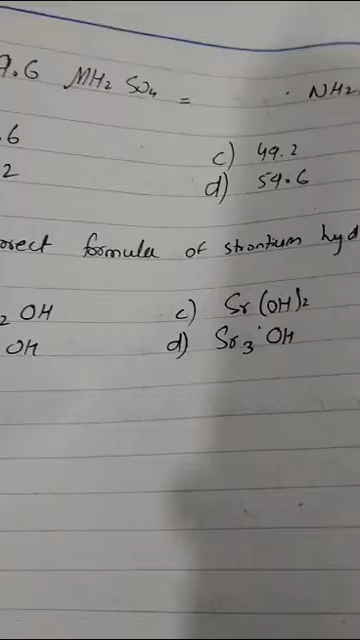 9.6 MH2 SO4 = . NH2
.6 c) 49.2
2 d) 59.6
orect formula of strontium hyd
2 OH c) Sr(OH)2
OH d) Sr3 OH